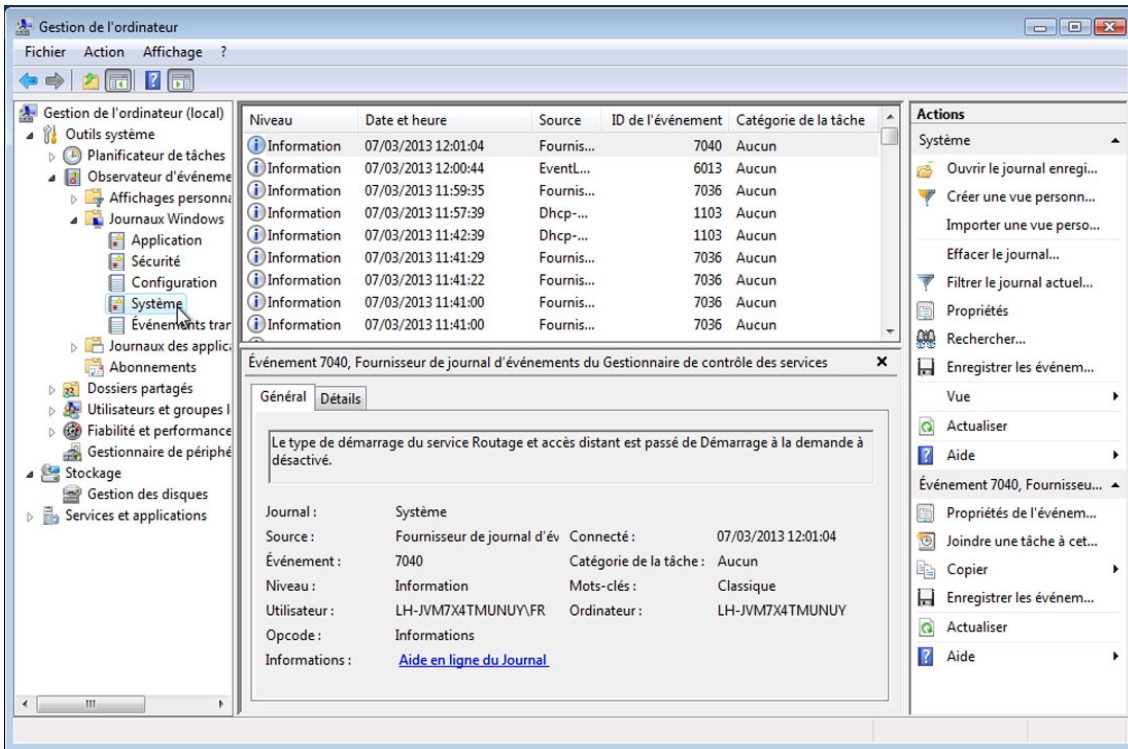 Gestion de l'ordinateur
Fichier Action Affichage ?
Gestion de l'ordinateur (local)
Outils système
Planificateur de tâches
Observateur d'événeme
Affichages personna
Journaux Windows
Application
Sécurité
Configuration
Système
Événements tran
Journaux des applica
Abonnements
Dossiers partagés
Utilisateurs et groupes l
Fiabilité et performance
Gestionnaire de périphé
Stockage
Gestion des disques
Services et applications
Niveau Date et heure Source ID de l'événement Catégorie de la tâche
Information 07/03/2013 12:01:04 Fournis... 7040 Aucun
Information 07/03/2013 12:00:44 EventL... 6013 Aucun
Information 07/03/2013 11:59:35 Fournis... 7036 Aucun
Information 07/03/2013 11:57:39 Dhcp-... 1103 Aucun
Information 07/03/2013 11:42:39 Dhcp-... 1103 Aucun
Information 07/03/2013 11:41:29 Fournis... 7036 Aucun
Information 07/03/2013 11:41:22 Fournis... 7036 Aucun
Information 07/03/2013 11:41:00 Fournis... 7036 Aucun
Information 07/03/2013 11:41:00 Fournis... 7036 Aucun
Événement 7040, Fournisseur de journal d'événements du Gestionnaire de contrôle des services
Général Détails
Le type de démarrage du service Routage et accès distant est passé de Démarrage à la demande à
désactivé.
Journal : Système
Source : Fournisseur de journal d'év Connecté : 07/03/2013 12:01:04
Événement : 7040 Catégorie de la tâche : Aucun
Niveau : Information Mots-clés : Classique
Utilisateur : LH-JVM7X4TMUNUY\FR Ordinateur : LH-JVM7X4TMUNUY
Opcode : Informations
Informations : Aide en ligne du Journal
Actions
Système
Ouvrir le journal enregi...
Créer une vue personn...
Importer une vue perso...
Effacer le journal...
Filtrer le journal actuel...
Propriétés
Rechercher...
Enregistrer les événem...
Vue
Actualiser
Aide
Événement 7040, Fournisseu...
Propriétés de l'événem...
Joindre une tâche à cet...
Copier
Enregistrer les événem...
Actualiser
Aide